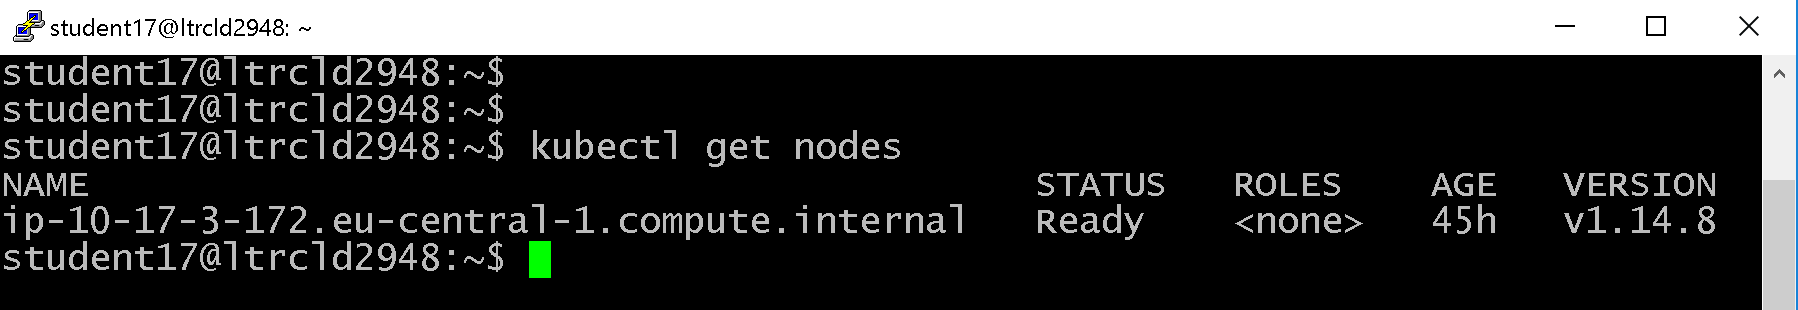 student17@ltrcld2948: ~
student17@ltrcld2948:~$
student17@ltrcld2948:~$
student17@ltrcld2948:~$ kubectl get nodes
NAME STATUS ROLES AGE VERSION
ip-10-17-3-172.eu-central-1.compute.internal Ready <none> 45h v1.14.8
student17@ltrcld2948:~$